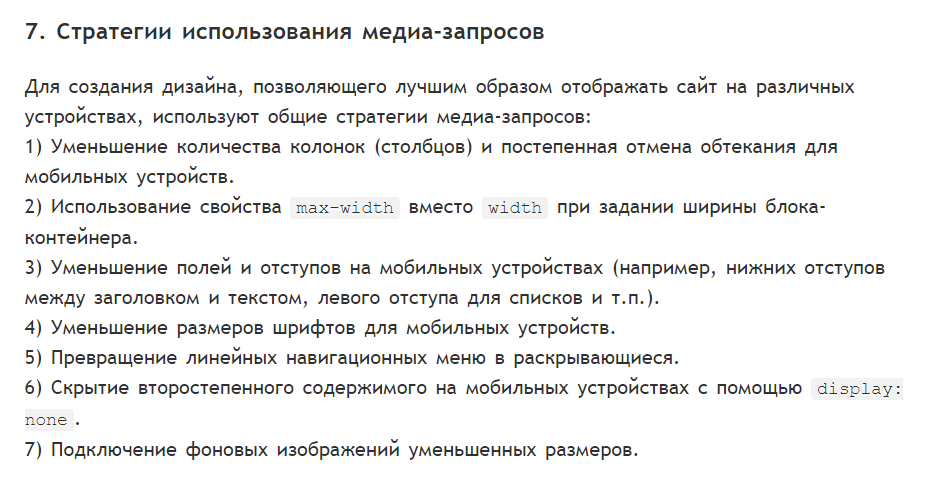 7. Стратегии использования медиа-запросов
Для создания дизайна, позволяющего лучшим образом отображать сайт на различных
устройствах, используют общие стратегии медиа-запросов:
1) Уменьшение количества колонок (столбцов) и постепенная отмена обтекания для
мобильных устройств.
2) Использование свойства max-width вместо width при задании ширины блока-
контейнера.
3) Уменьшение полей и отступов на мобильных устройствах (например, нижних отступов
между заголовком и текстом, левого отступа для списков и т.п.).
4) Уменьшение размеров шрифтов для мобильных устройств.
5) Превращение линейных навигационных меню в раскрывающиеся.
6) Скрытие второстепенного содержимого на мобильных устройствах с помощью display:
none.
7) Подключение фоновых изображений уменьшенных размеров.